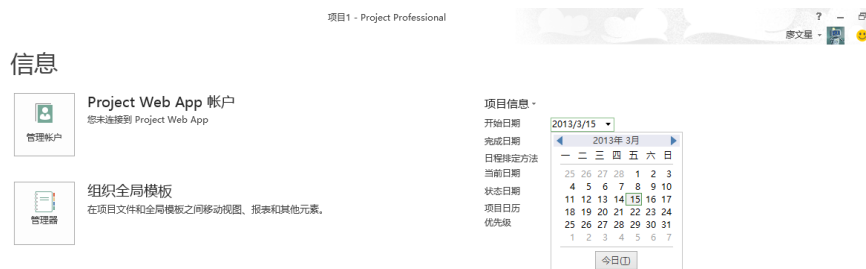 项目1 - Project Professional
?
廖文星
信息
Project Web App 帐户
您未连接到 Project Web App
管理帐户
组织全局模板
在项目文件和全局模板之间移动视图、报表和其他元素。
管理器
项目信息
开始日期 2013/3/15
完成日期
日程排定方法
当前日期
状态日期
项目日历
优先级
2013年 3月
一 二 三 四 五 六 日
25 26 27 28 1 2 3
4 5 6 7 8 9 10
11 12 13 14 15 16 17
18 19 20 21 22 23 24
25 26 27 28 29 30 31
1 2 3 4 5 6 7
今日(T)